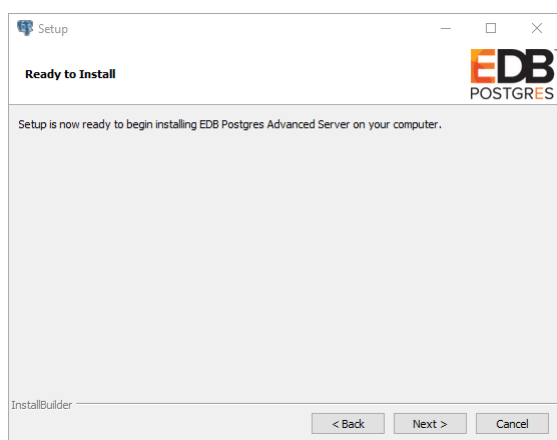 Setup
Ready to Install
EDB
POSTGRES
Setup is now ready to begin installing EDB Postgres Advanced Server on your computer.
InstallBuilder
< Back Next > Cancel